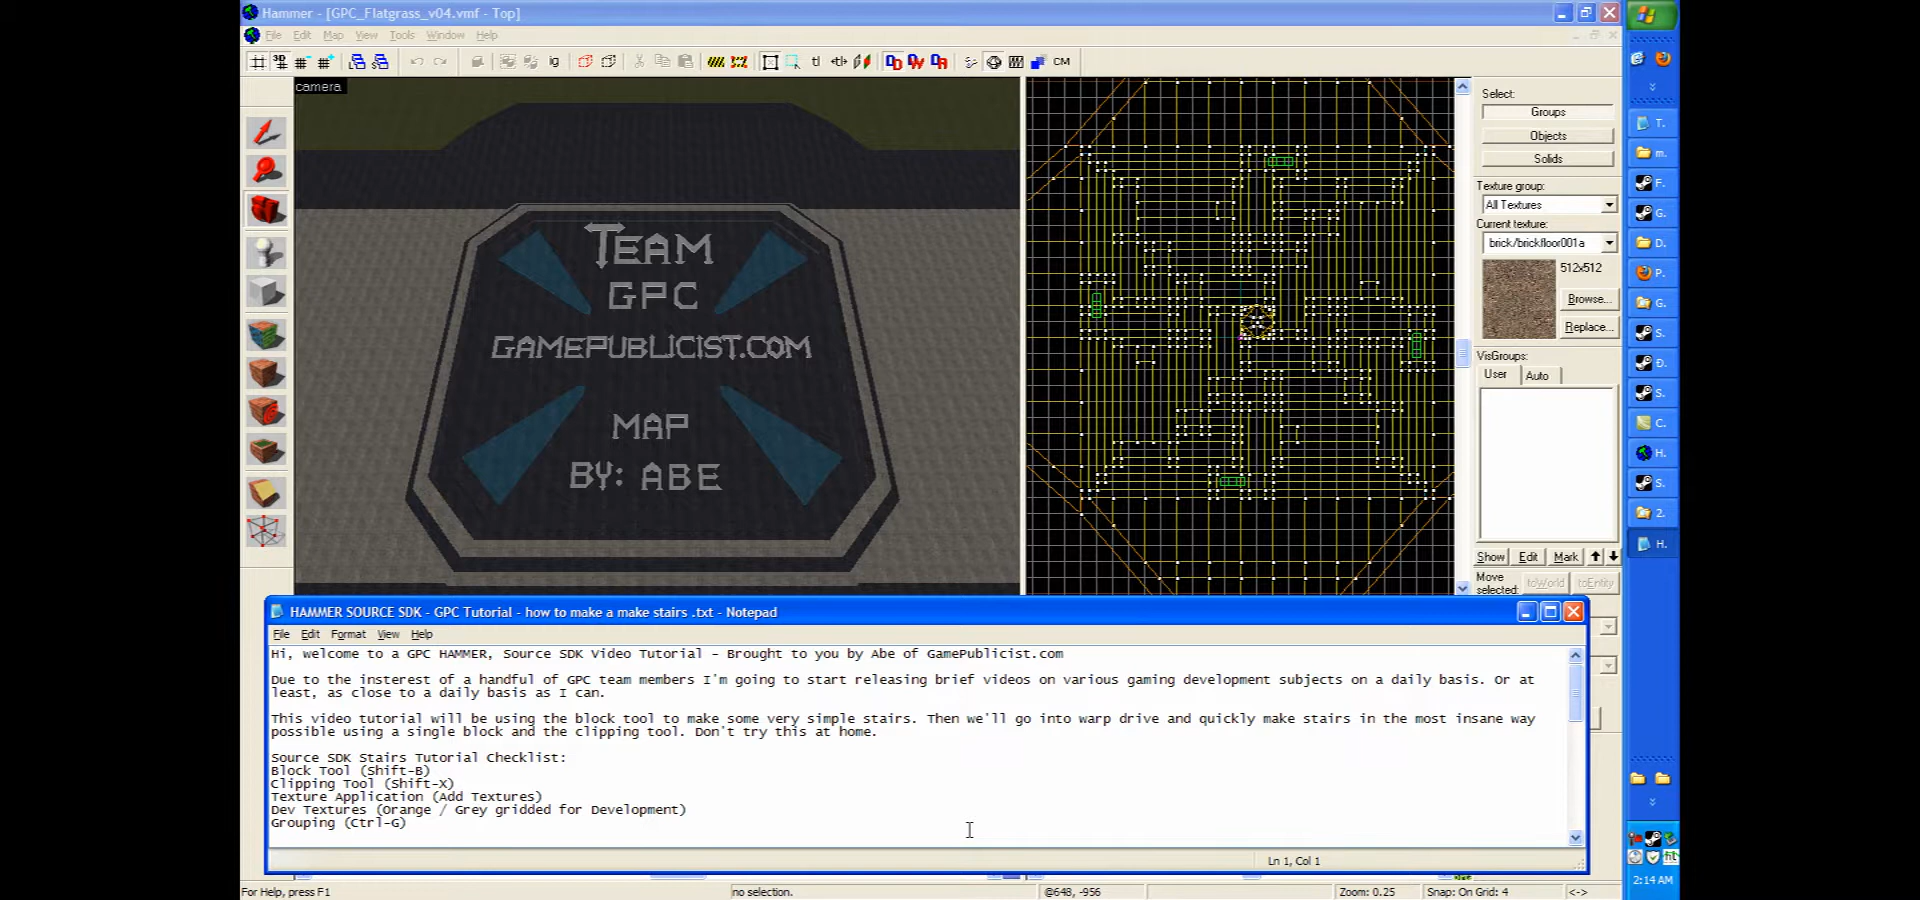 Hammer - [GPC_Flatgrass_v04.vmf - Top]
File Edit Map View Tools Window Help
3D ig tl CM
camera
TEAM
GPC
GAMEPUBLICIST.COM
MAP
BY: ABE
Select:
Groups
Objects
Solids
Texture group:
All Textures
Current texture:
brick/brickfloor001a
512x512
Browse...
Replace...
VisGroups:
User Auto
Show Edit Mark
Move
selected: toWorld toEntity
T.
m.
F.
G.
D.
P.
G.
S.
D.
S.
C.
H.
S.
2.
H.
2:14 AM
HAMMER SOURCE SDK - GPC Tutorial - how to make a make stairs .txt - Notepad
File Edit Format View Help
Hi, welcome to a GPC HAMMER, Source SDK Video Tutorial - Brought to you by Abe of GamePublicist.com
Due to the insterest of a handful of GPC team members I'm going to start releasing brief videos on various gaming development subjects on a daily basis. Or at
least, as close to a daily basis as I can.
This video tutorial will be using the block tool to make some very simple stairs. Then we'll go into warp drive and quickly make stairs in the most insane way
possible using a single block and the clipping tool. Don't try this at home.
Source SDK Stairs Tutorial Checklist:
Block Tool (Shift-B)
Clipping Tool (Shift-X)
Texture Application (Add Textures)
Dev Textures (Orange / Grey gridded for Development)
Grouping (Ctrl-G)
Ln 1, Col 1
For Help, press F1
no selection.
@648, -956
Zoom: 0.25
Snap: On Grid: 4
<->